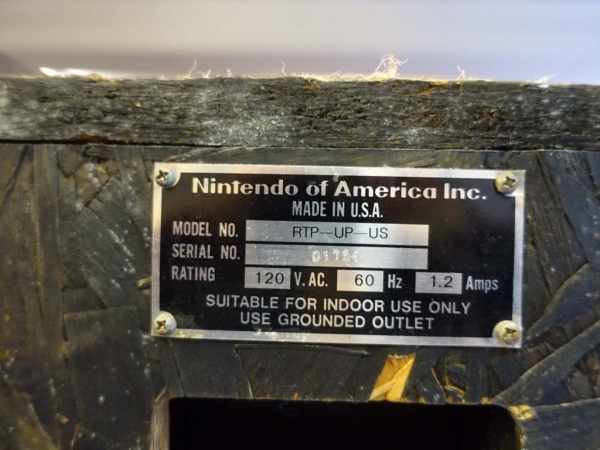 Nintendo of America Inc.
MADE IN U.S.A.
MODEL NO. RTP-UP-US
SERIAL NO.
RATING 120 V. AC. 60 Hz 1.2 Amps
SUITABLE FOR INDOOR USE ONLY
USE GROUNDED OUTLET